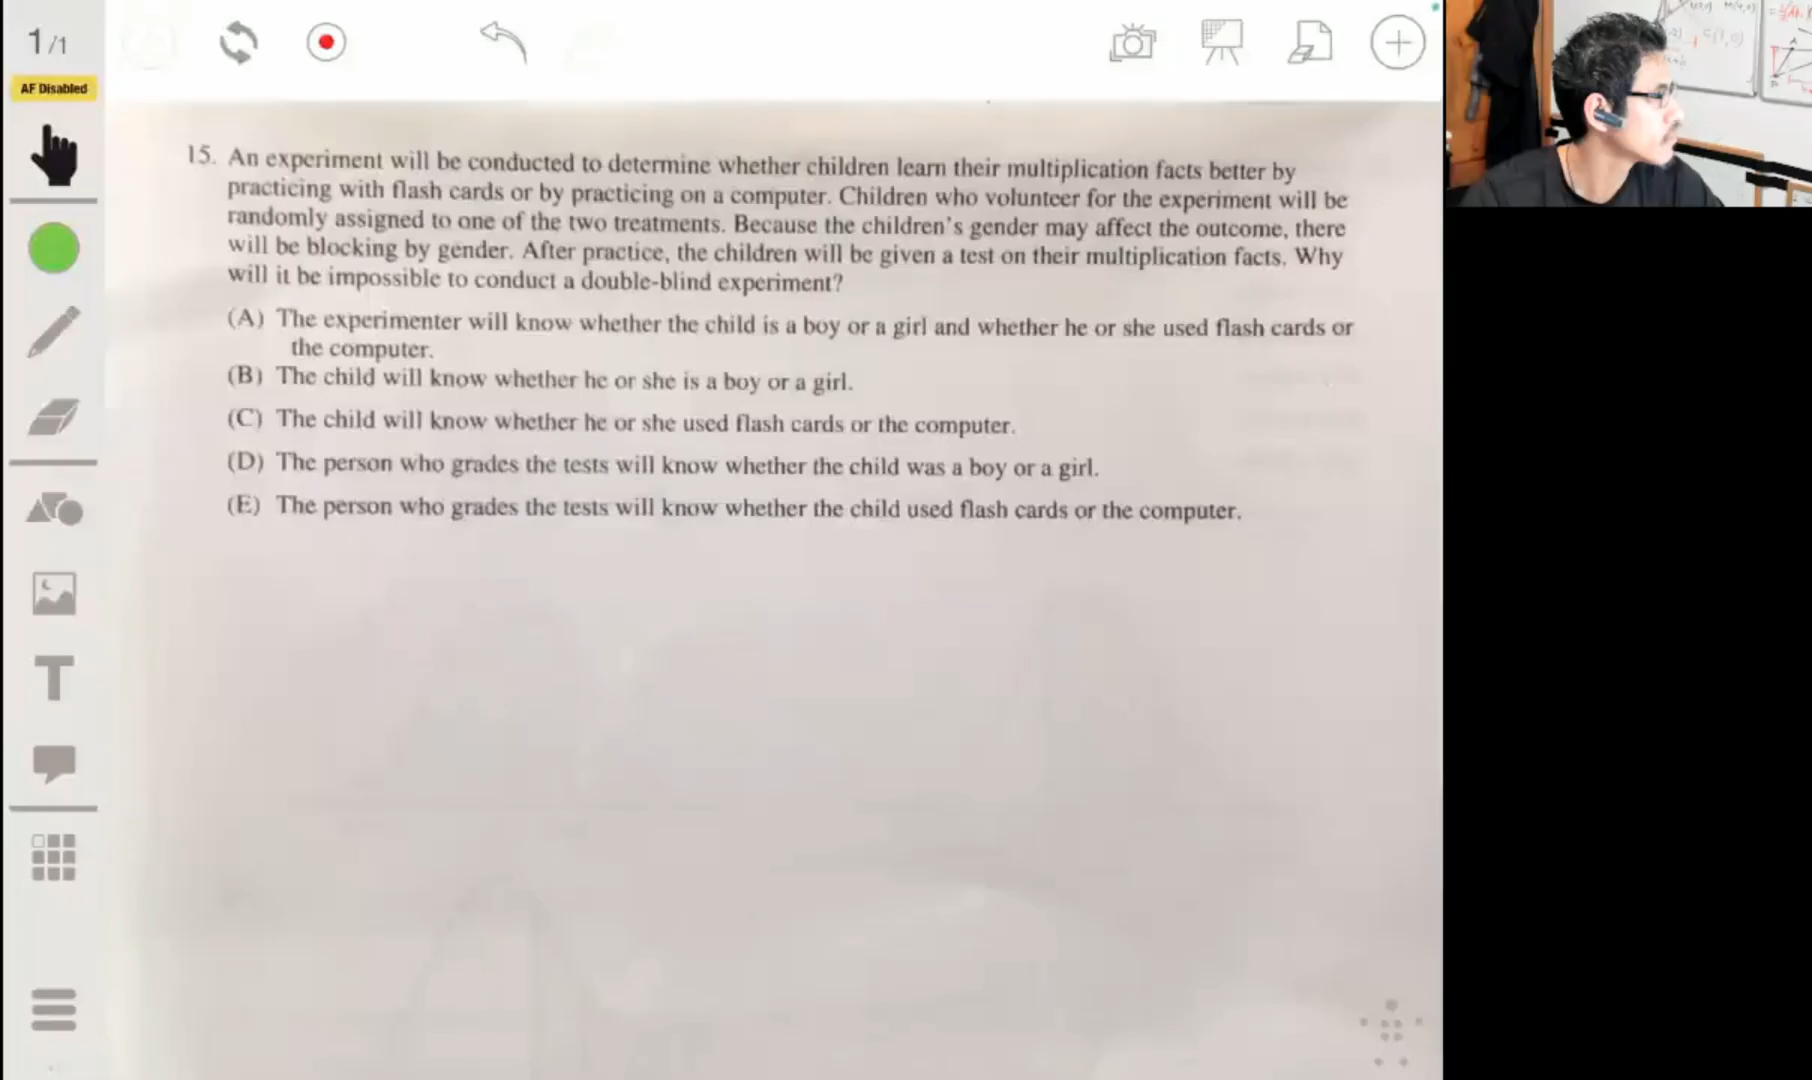 1/1
AF Disabled
15. An experiment will be conducted to determine whether children learn their multiplication facts better by
practicing with flash cards or by practicing on a computer. Children who volunteer for the experiment will be
randomly assigned to one of the two treatments. Because the children's gender may affect the outcome, there
will be blocking by gender. After practice, the children will be given a test on their multiplication facts. Why
will it be impossible to conduct a double-blind experiment?
(A) The experimenter will know whether the child is a boy or a girl and whether he or she used flash cards or
the computer.
(B) The child will know whether he or she is a boy or a girl.
(C) The child will know whether he or she used flash cards or the computer.
(D) The person who grades the tests will know whether the child was a boy or a girl.
(E) The person who grades the tests will know whether the child used flash cards or the computer.
T